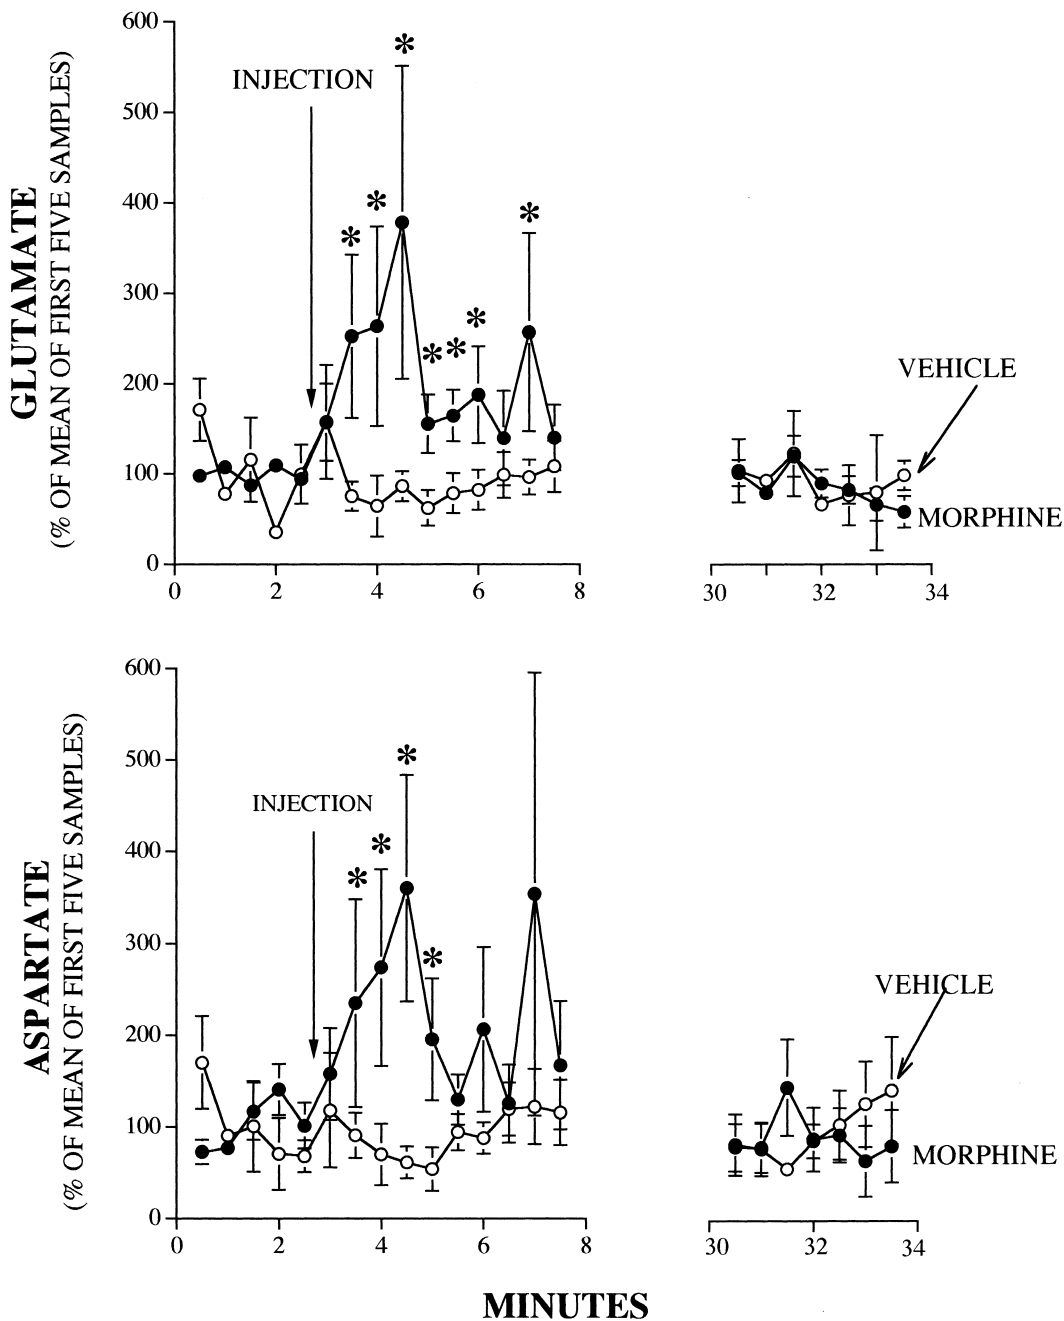 GLUTAMATE
(% OF MEAN OF FIRST FIVE SAMPLES)
600
500
400
300
200
100
0
INJECTION
*
*
*
*
*
*
*
VEHICLE
MORPHINE
0 2 4 6 8
30 32 34
ASPARTATE
(% OF MEAN OF FIRST FIVE SAMPLES)
600
500
400
300
200
100
0
INJECTION
*
*
*
*
VEHICLE
MORPHINE
0 2 4 6 8
30 32 34
MINUTES